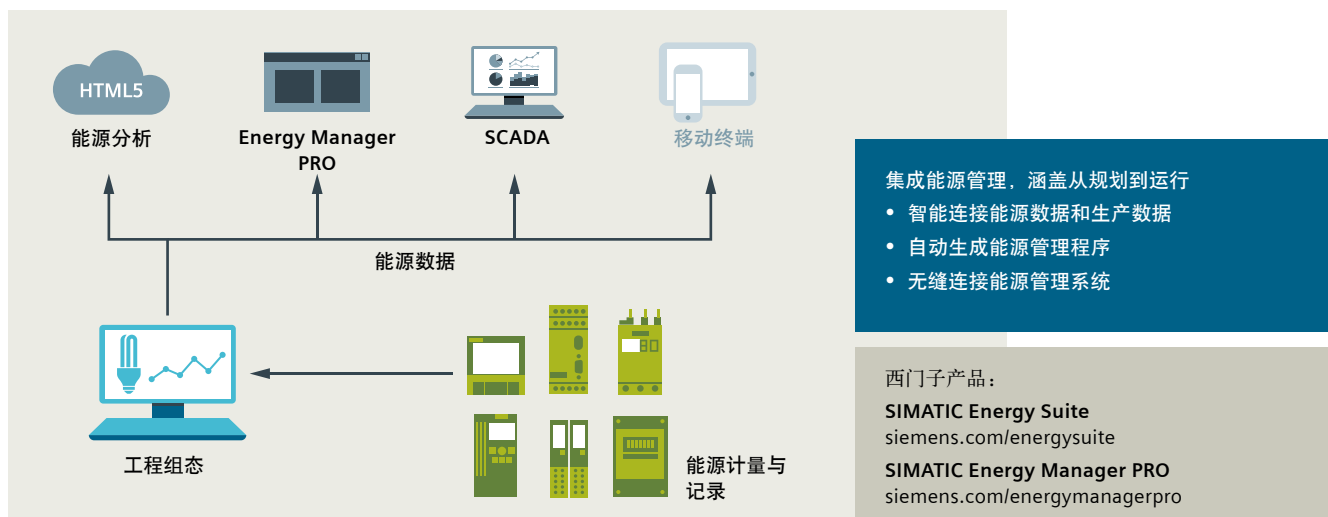 HTML5
能源分析
Energy Manager
PRO
SCADA
移动终端
能源数据
工程组态
能源计量与
记录
集成能源管理，涵盖从规划到运行
• 智能连接能源数据和生产数据
• 自动生成能源管理程序
• 无缝连接能源管理系统
西门子产品：
SIMATIC Energy Suite
siemens.com/energysuite
SIMATIC Energy Manager PRO
siemens.com/energymanagerpro